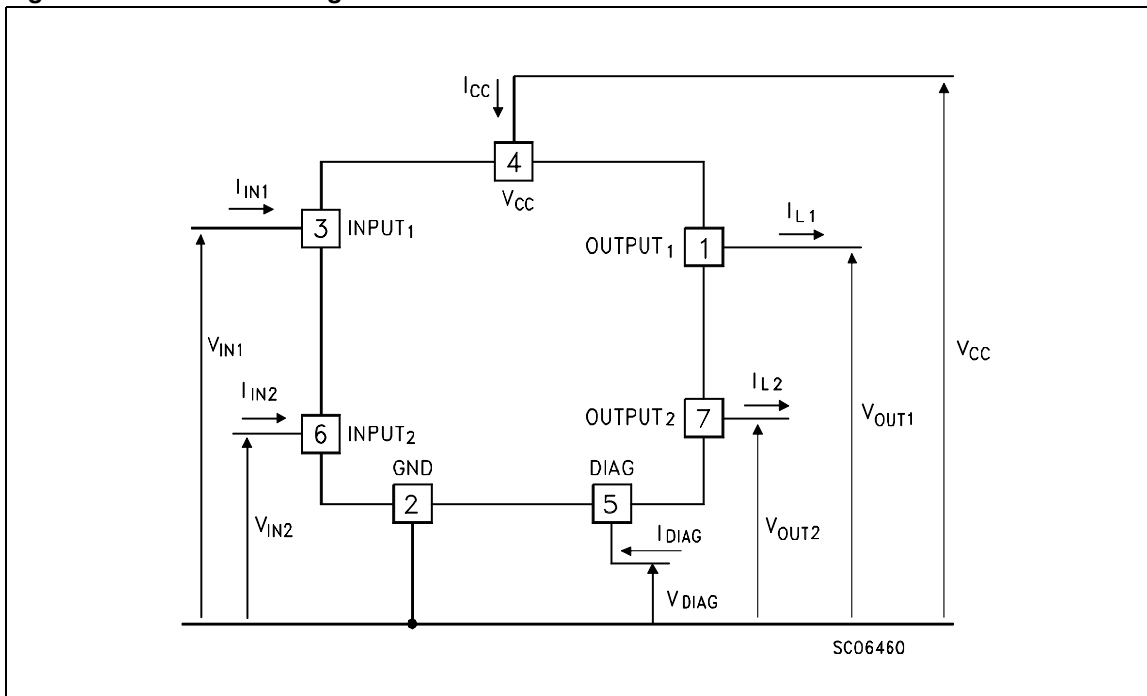 I_CC
4
V_CC
I_IN1
3 INPUT_1
OUTPUT_1 1
I_L1
V_IN1
V_CC
I_IN2
6 INPUT_2
OUTPUT_2 7
I_L2
V_OUT1
GND
2
DIAG
5
V_IN2
I_DIAG
V_OUT2
V_DIAG
SC06460